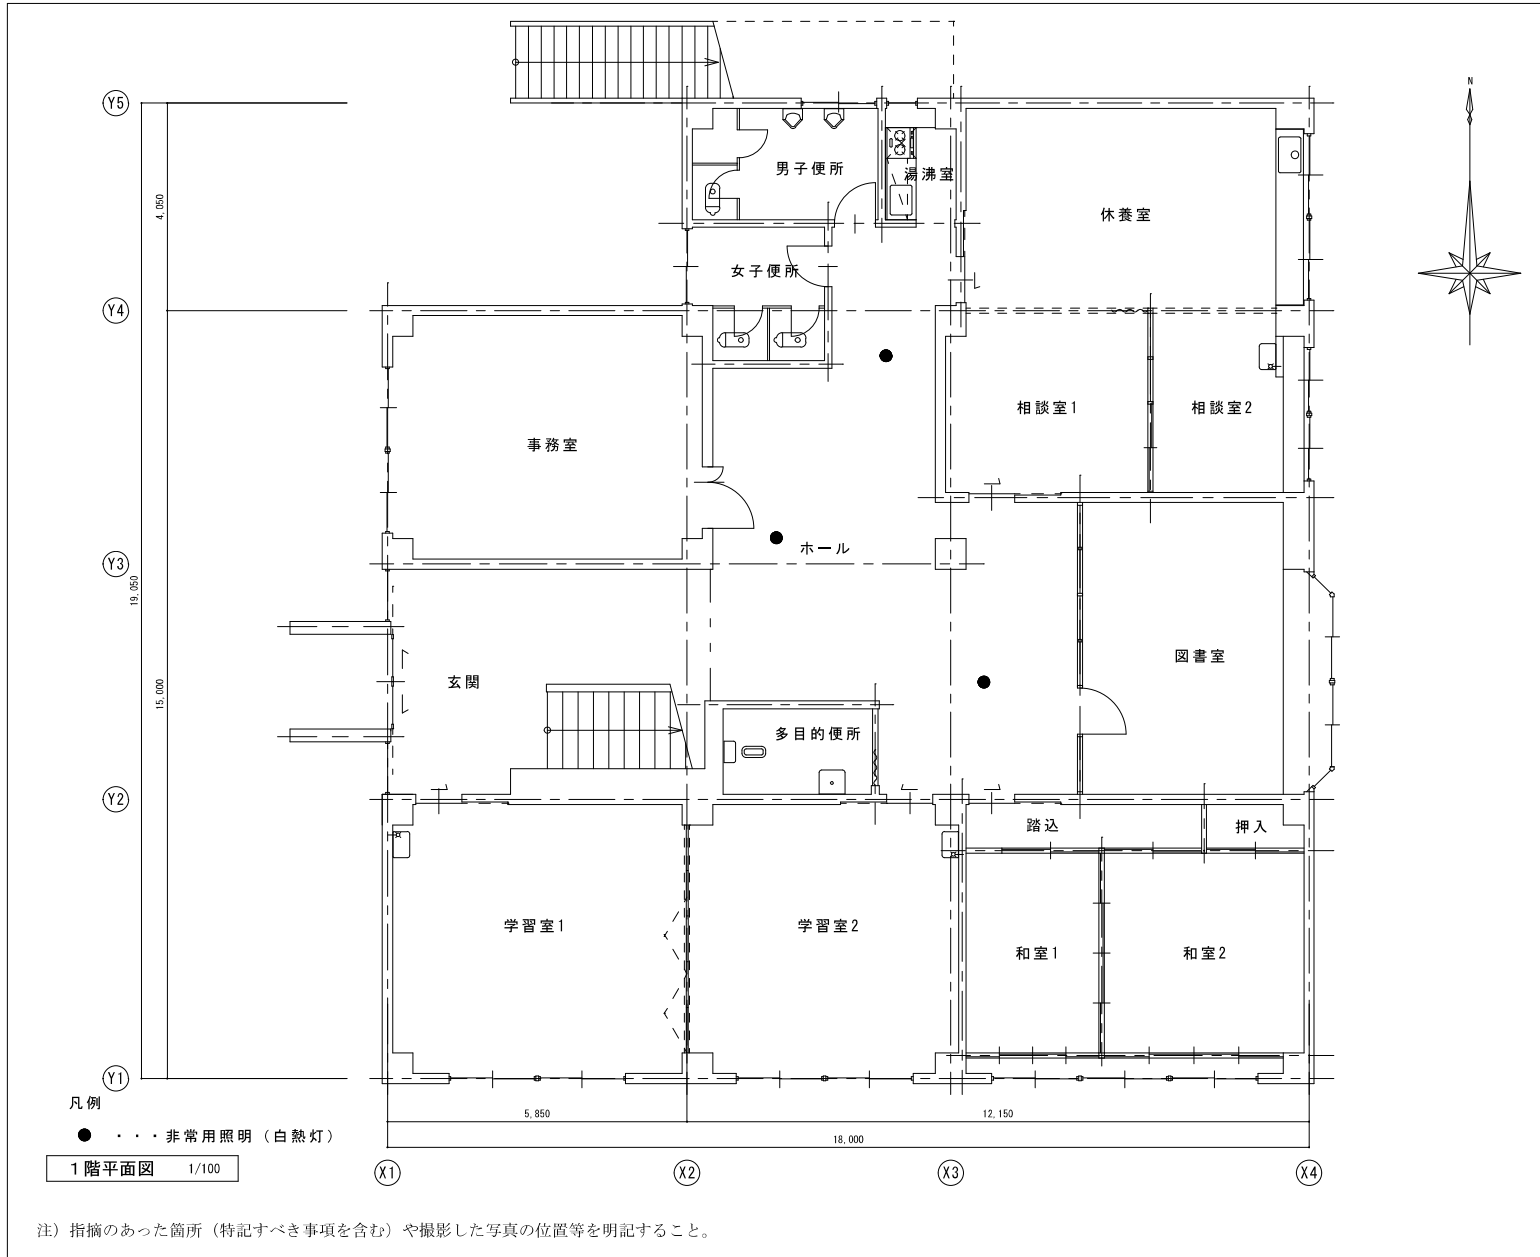 N
Y5
男子便所
湯沸室
4,050
休養室
女子便所
Y4
相談室1
相談室2
事務室
ホール
Y3
19,050
図書室
玄関
15,000
多目的便所
Y2
踏込
押入
学習室1
学習室2
和室1
和室2
Y1
凡例
5,850
12,150
● ・・・非常用照明（白熱灯）
18,000
1階平面図 1/100
X1
X2
X3
X4
注）指摘のあった箇所（特記すべき事項を含む）や撮影した写真の位置等を明記すること。